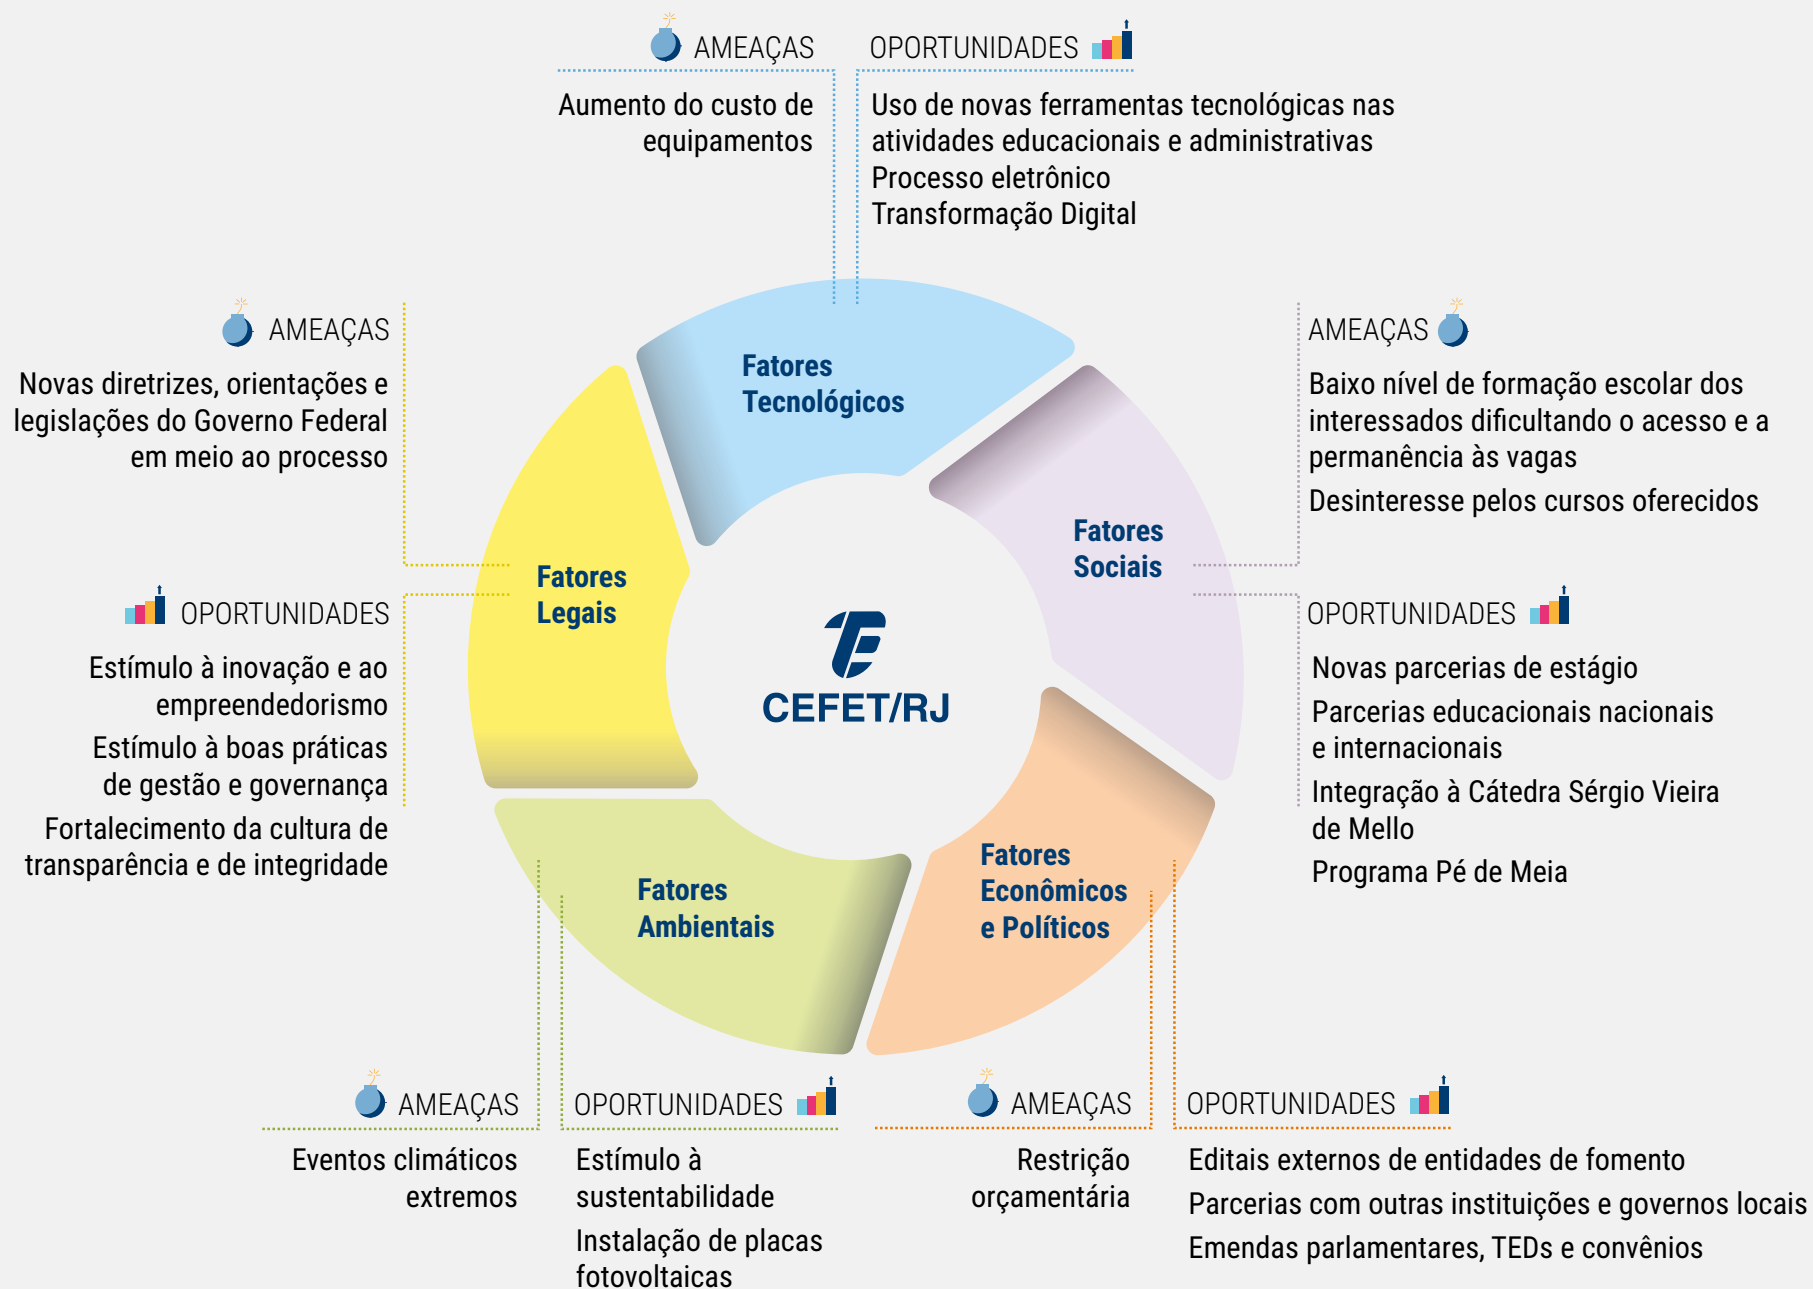 AMEAÇAS
Aumento do custo de
equipamentos
OPORTUNIDADES
Uso de novas ferramentas tecnológicas nas
atividades educacionais e administrativas
Processo eletrônico
Transformação Digital
Fatores
Tecnológicos
AMEAÇAS
Novas diretrizes, orientações e
legislações do Governo Federal
em meio ao processo
OPORTUNIDADES
Estímulo à inovação e ao
empreendedorismo
Estímulo à boas práticas
de gestão e governança
Fortalecimento da cultura de
transparência e de integridade
Fatores
Legais
CEFET/RJ
Fatores
Sociais
AMEAÇAS
Baixo nível de formação escolar dos
interessados dificultando o acesso e a
permanência às vagas
Desinteresse pelos cursos oferecidos
OPORTUNIDADES
Novas parcerias de estágio
Parcerias educacionais nacionais
e internacionais
Integração à Cátedra Sérgio Vieira
de Mello
Programa Pé de Meia
Fatores
Ambientais
AMEAÇAS
Eventos climáticos
extremos
OPORTUNIDADES
Estímulo à
sustentabilidade
Instalação de placas
fotovoltaicas
Fatores
Econômicos
e Políticos
AMEAÇAS
Restrição
orçamentária
OPORTUNIDADES
Editais externos de entidades de fomento
Parcerias com outras instituições e governos locais
Emendas parlamentares, TEDs e convênios